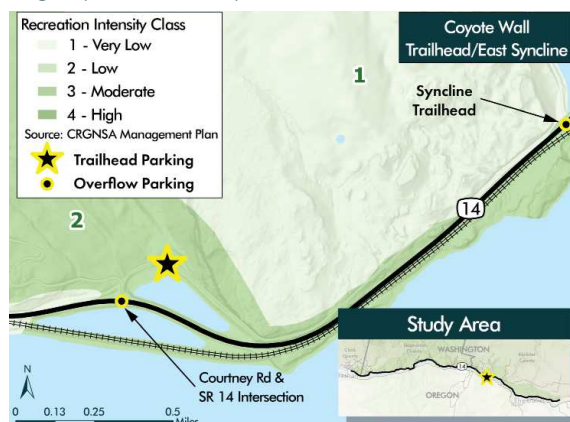 Recreation Intensity Class
1 - Very Low
2 - Low
3 - Moderate
4 - High
Source: CRGNSA Management Plan
Trailhead Parking
Overflow Parking
Coyote Wall
Trailhead/East Syncline
1
Syncline
Trailhead
14
2
Courtney Rd &
SR 14 Intersection
N
0 0.13 0.25 0.5
Miles
Study Area
WASHINGTON
14
OREGON